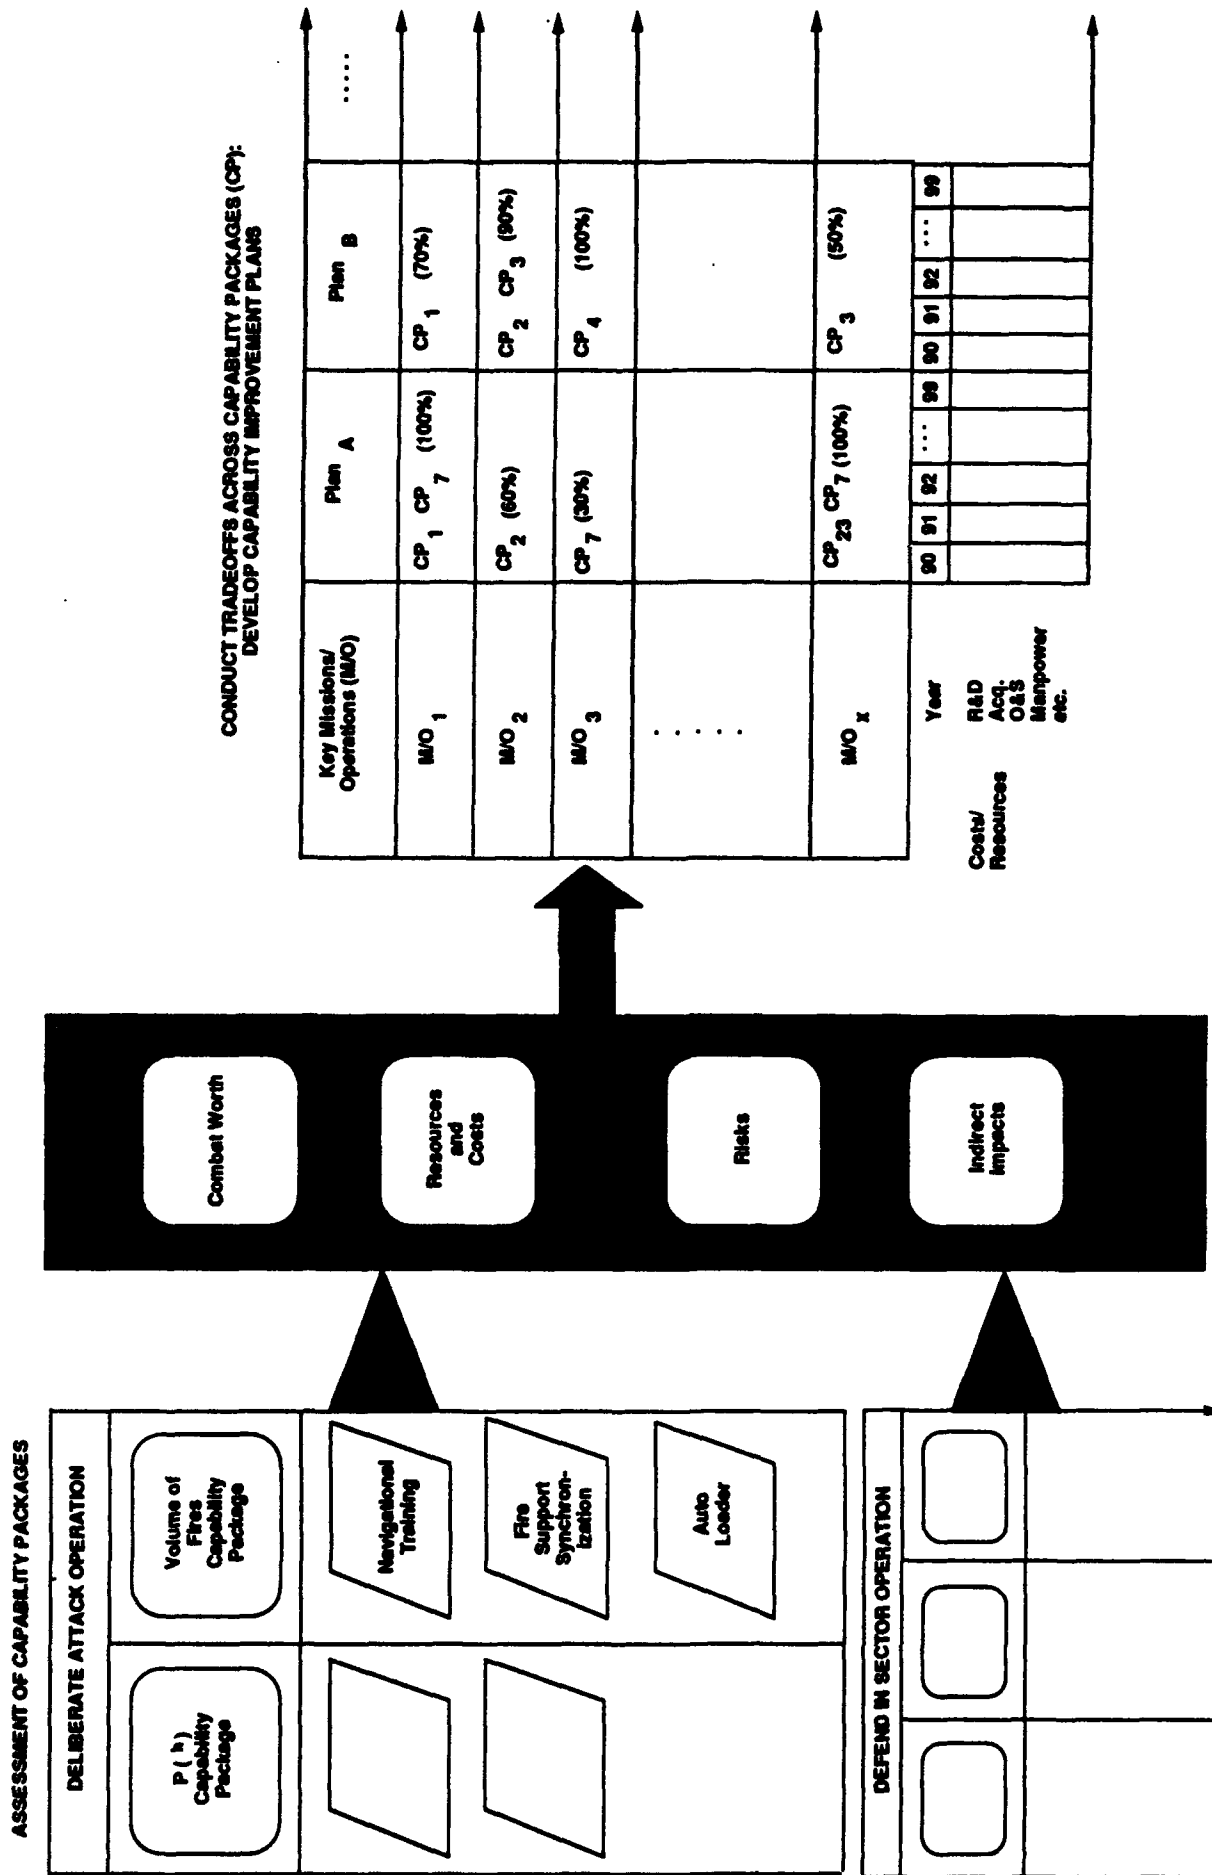 ASSESSMENT OF CAPABILITY PACKAGES
DELIBERATE ATTACK OPERATION
P(h)
Capability
Package
Volume of
Fires
Capability
Package
Navigational
Training
Fire
Support
Synchron-
ization
Auto
Loader
DEFEND IN SECTOR OPERATION
Combat Worth
Resources
and
Costs
Risks
Indirect
Impacts
CONDUCT TRADEOFFS ACROSS CAPABILITY PACKAGES (CP):
DEVELOP CAPABILITY IMPROVEMENT PLANS
Key Missions/
Operations (M/O)
Plan A
Plan B
.....
M/O 1
CP 1 CP 7 (100%)
CP 1 (70%)
M/O 2
CP 2 (60%)
CP 2 CP 3 (90%)
M/O 3
CP 7 (30%)
CP 4 (100%)
. . . . . .
M/O x
CP 23 CP 7 (100%)
CP 3 (50%)
Year
90 91 92 ... 99 90 91 92 ... 99
Costs/
Resources
R&D
Acq.
O&S
Manpower
etc.